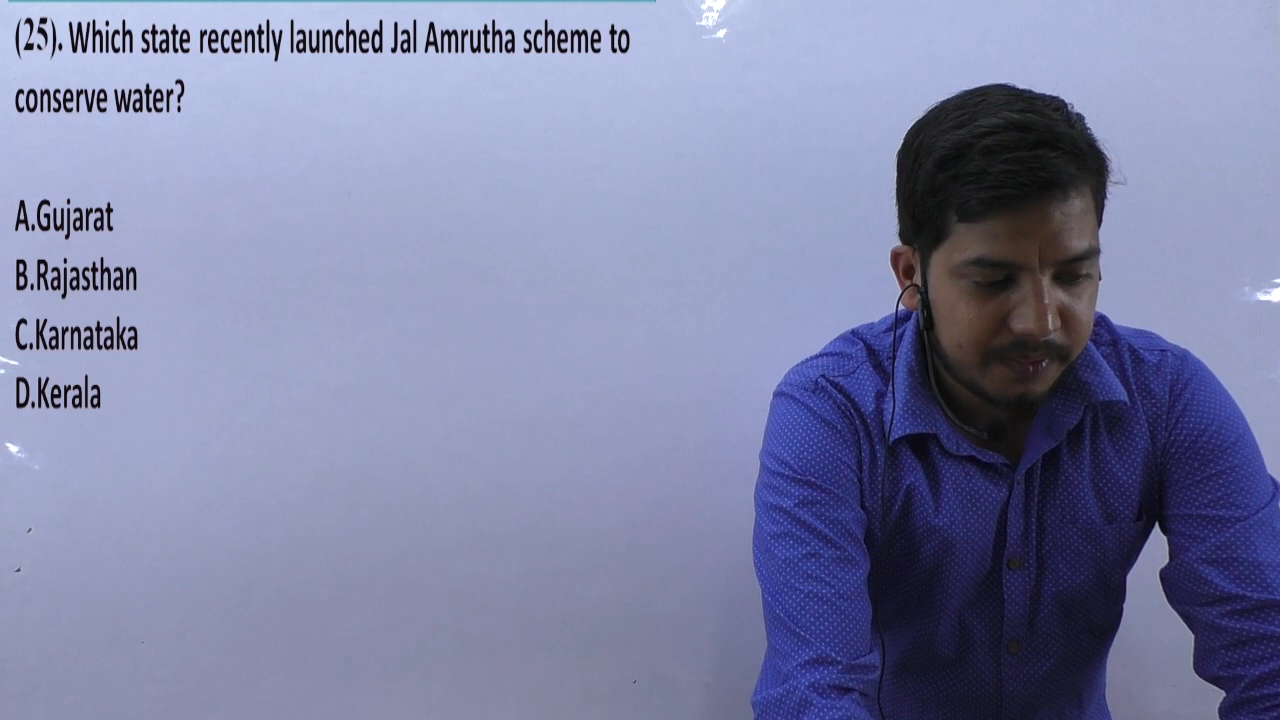 (25). Which state recently launched Jal Amrutha scheme to
conserve water?
A.Gujarat
B.Rajasthan
C.Karnataka
D.Kerala